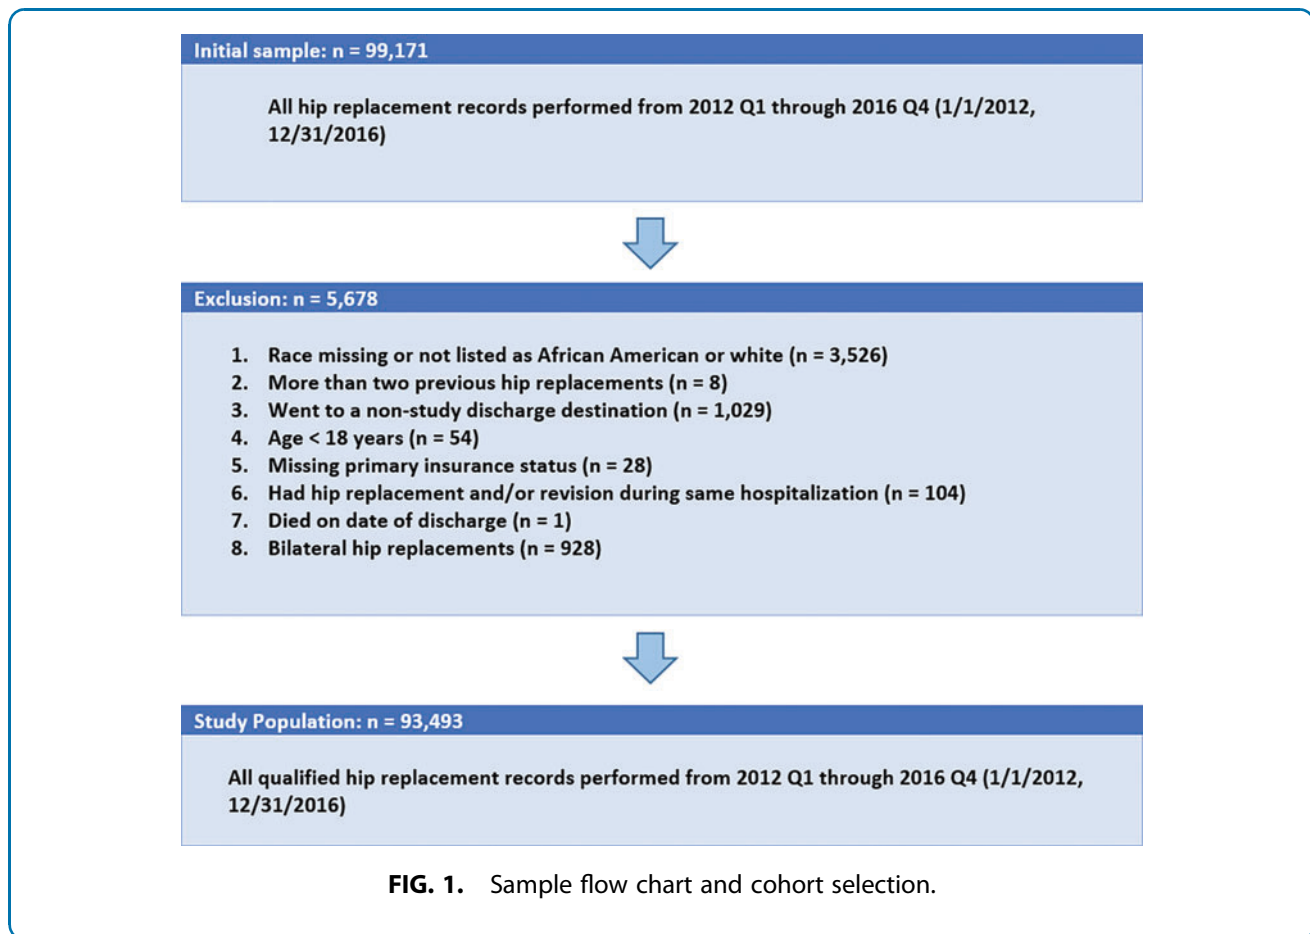 Initial sample: n = 99,171
All hip replacement records performed from 2012 Q1 through 2016 Q4 (1/1/2012,
12/31/2016)
Exclusion: n = 5,678
1. Race missing or not listed as African American or white (n = 3,526)
2. More than two previous hip replacements (n = 8)
3. Went to a non-study discharge destination (n = 1,029)
4. Age < 18 years (n = 54)
5. Missing primary insurance status (n = 28)
6. Had hip replacement and/or revision during same hospitalization (n = 104)
7. Died on date of discharge (n = 1)
8. Bilateral hip replacements (n = 928)
Study Population: n = 93,493
All qualified hip replacement records performed from 2012 Q1 through 2016 Q4 (1/1/2012,
12/31/2016)
FIG. 1. Sample flow chart and cohort selection.